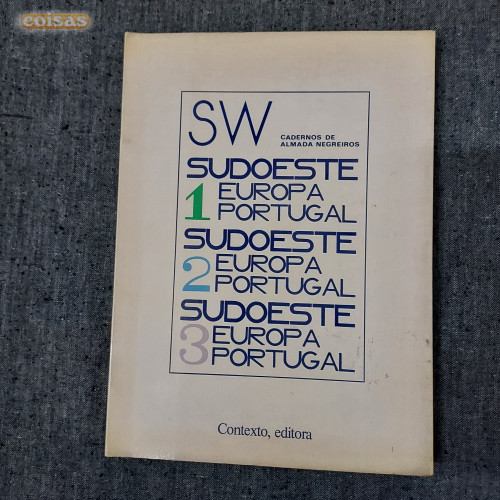 coisas
SW
CADERNOS DE
ALMADA NEGREIROS
SUDOESTE
1 EUROPA
PORTUGAL
SUDOESTE
2 EUROPA
PORTUGAL
SUDOESTE
3 EUROPA
PORTUGAL
Contexto, editora